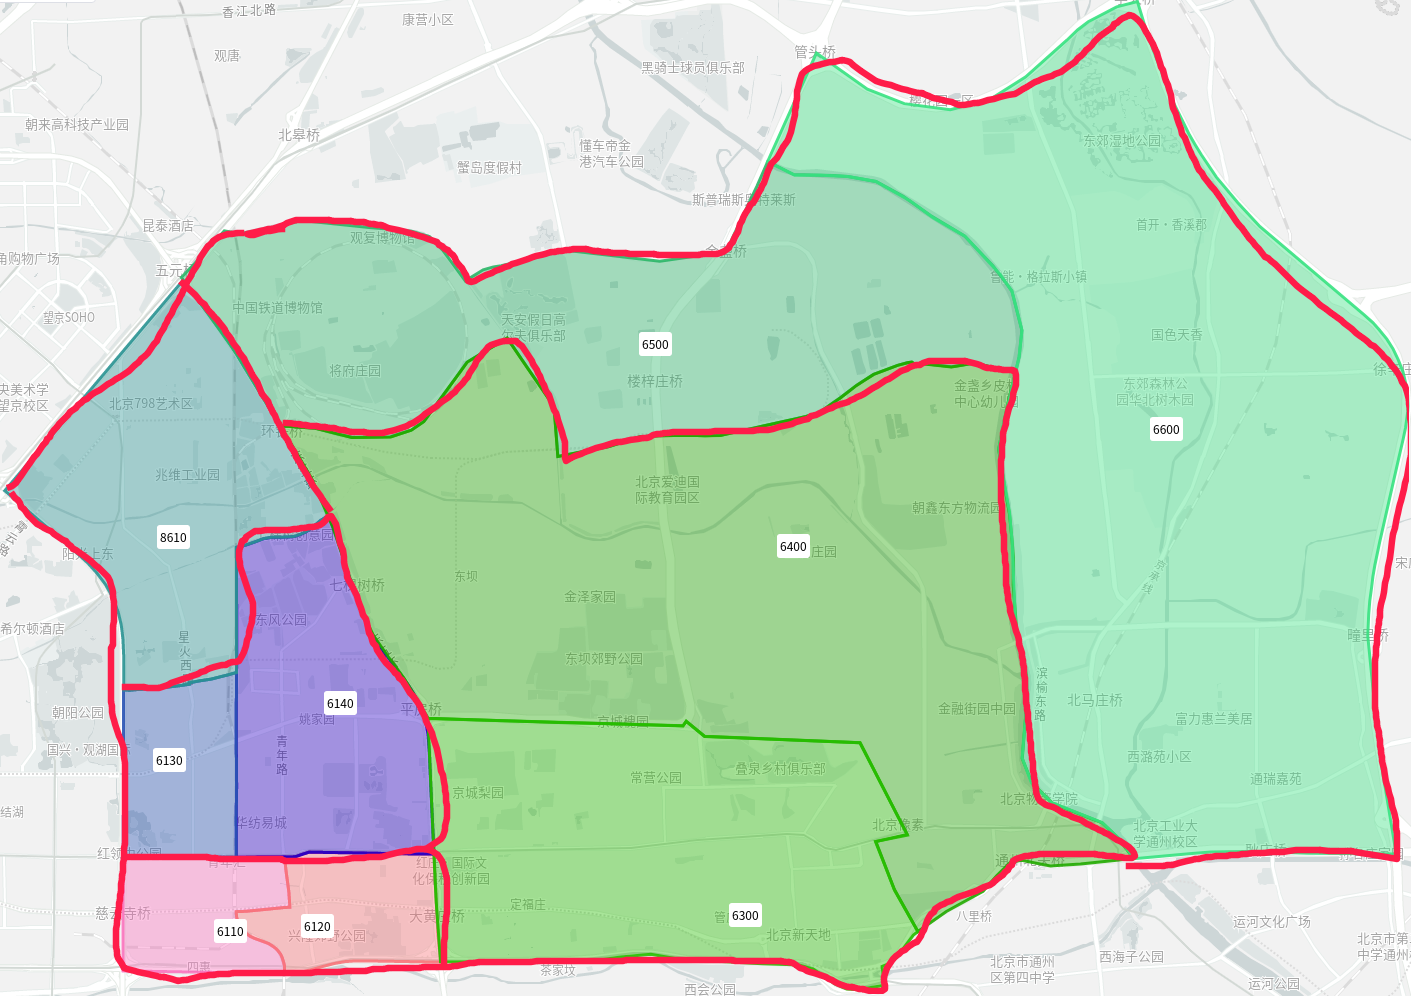 香江北路
康营小区
观唐
管头桥
黑骑士球员俱乐部
朝来高科技产业园
北皋桥
懂车帝金
港汽车公园
蟹岛度假村
东郊湿地公园
斯普瑞斯奥特莱斯
昆泰酒店
首开·香溪郡
观复博物馆
金盏桥
角购物广场
五元桥
鲁能·格拉斯小镇
中国铁道博物馆
望京SOHO
天安假日高
尔夫俱乐部
国色天香
6500
将府庄园
楼梓庄桥
央美术学
望京校区
北京798艺术区
金盏乡皮村
中心幼儿园
东郊森林公
园华北树木园
6600
环铁桥
兆维工业园
北京爱迪国
际教育园区
朝鑫东方物流园
8610
6400
庄园
阳光上东
七棵树桥
东坝
金泽家园
东风公园
希尔顿酒店
星火西
东坝郊野公园
疃里桥
6140
滨榆东路
北马庄桥
朝阳公园
姚家园
平房桥
京城槐园
金融街园中园
富力惠兰美居
国兴·观湖国际
6130
青年路
西潞苑小区
常营公园
叠泉乡村俱乐部
通瑞嘉苑
京城梨园
北京物资学院
结湖
华纺易城
北京像素
北京工业大
学通州校区
红领巾公园
化保税创新园
通州北关桥
耿庄桥
慈云寺桥
6110
6120
兴隆郊野公园
大黄庄桥
定福庄
6300
北京新天地
八里桥
运河文化广场
四惠
茶家坟
北京市通州
区第四中学
西海子公园
北京市第
中学通州校
西会公园
运河公园